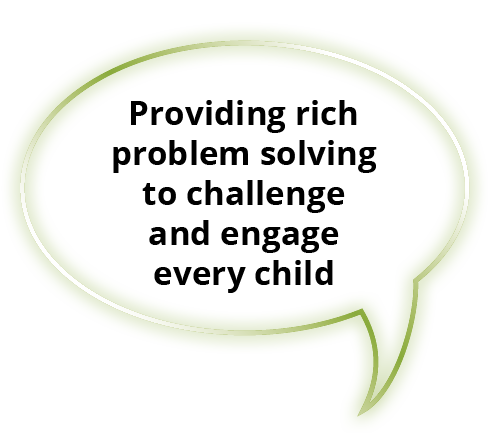 Providing rich
problem solving
to challenge
and engage
every child